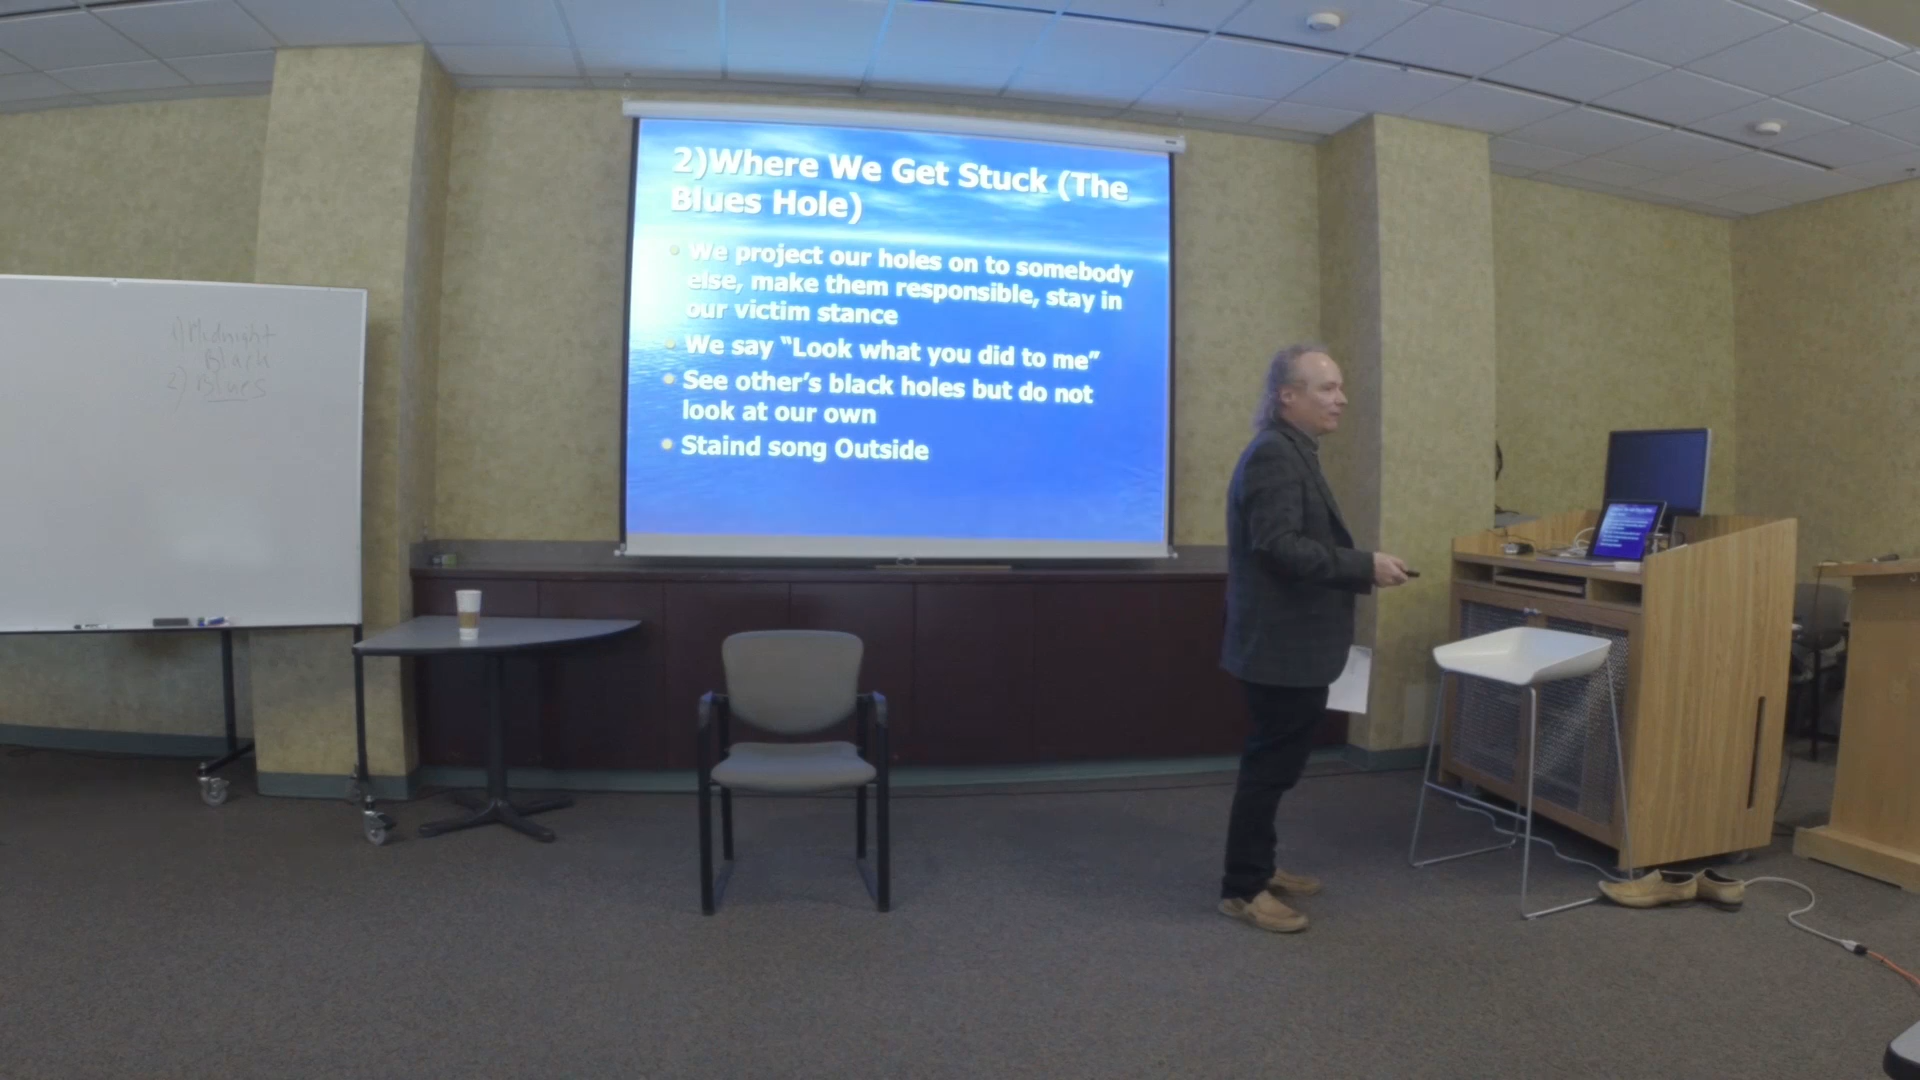 2)Where We Get Stuck (The
Blues Hole)
We project our holes on to somebody
else, make them responsible, stay in
our victim stance
We say “Look what you did to me”
See other’s black holes but do not
look at our own
Staind song Outside
1) Midnight
Black
2) Blues